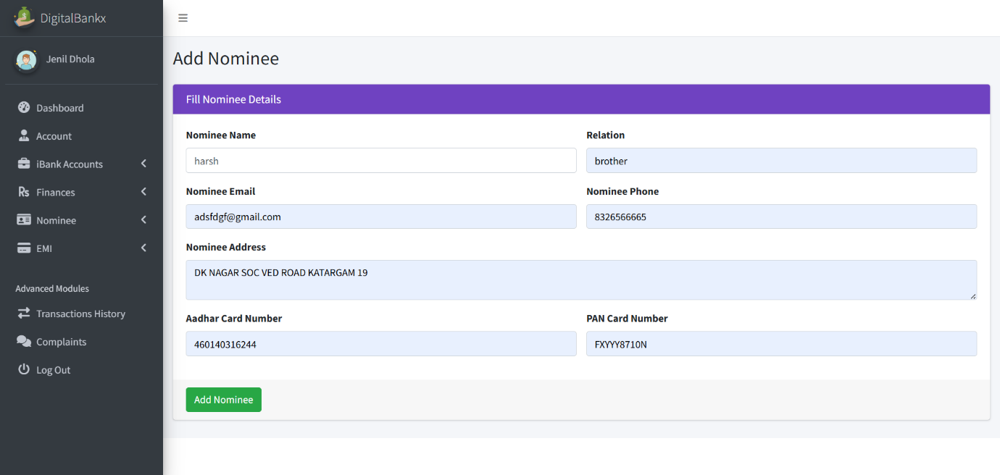 DigitalBankx
Jenil Dhola
Dashboard
Account
iBank Accounts
Finances
Nominee
EMI
Advanced Modules
Transactions History
Complaints
Log Out
Add Nominee
Fill Nominee Details
Nominee Name Relation
harsh brother
Nominee Email Nominee Phone
adsfdgf@gmail.com 8326566665
Nominee Address
DK NAGAR SOC VED ROAD KATARGAM 19
Aadhar Card Number PAN Card Number
460140316244 FXYYY8710N
Add Nominee